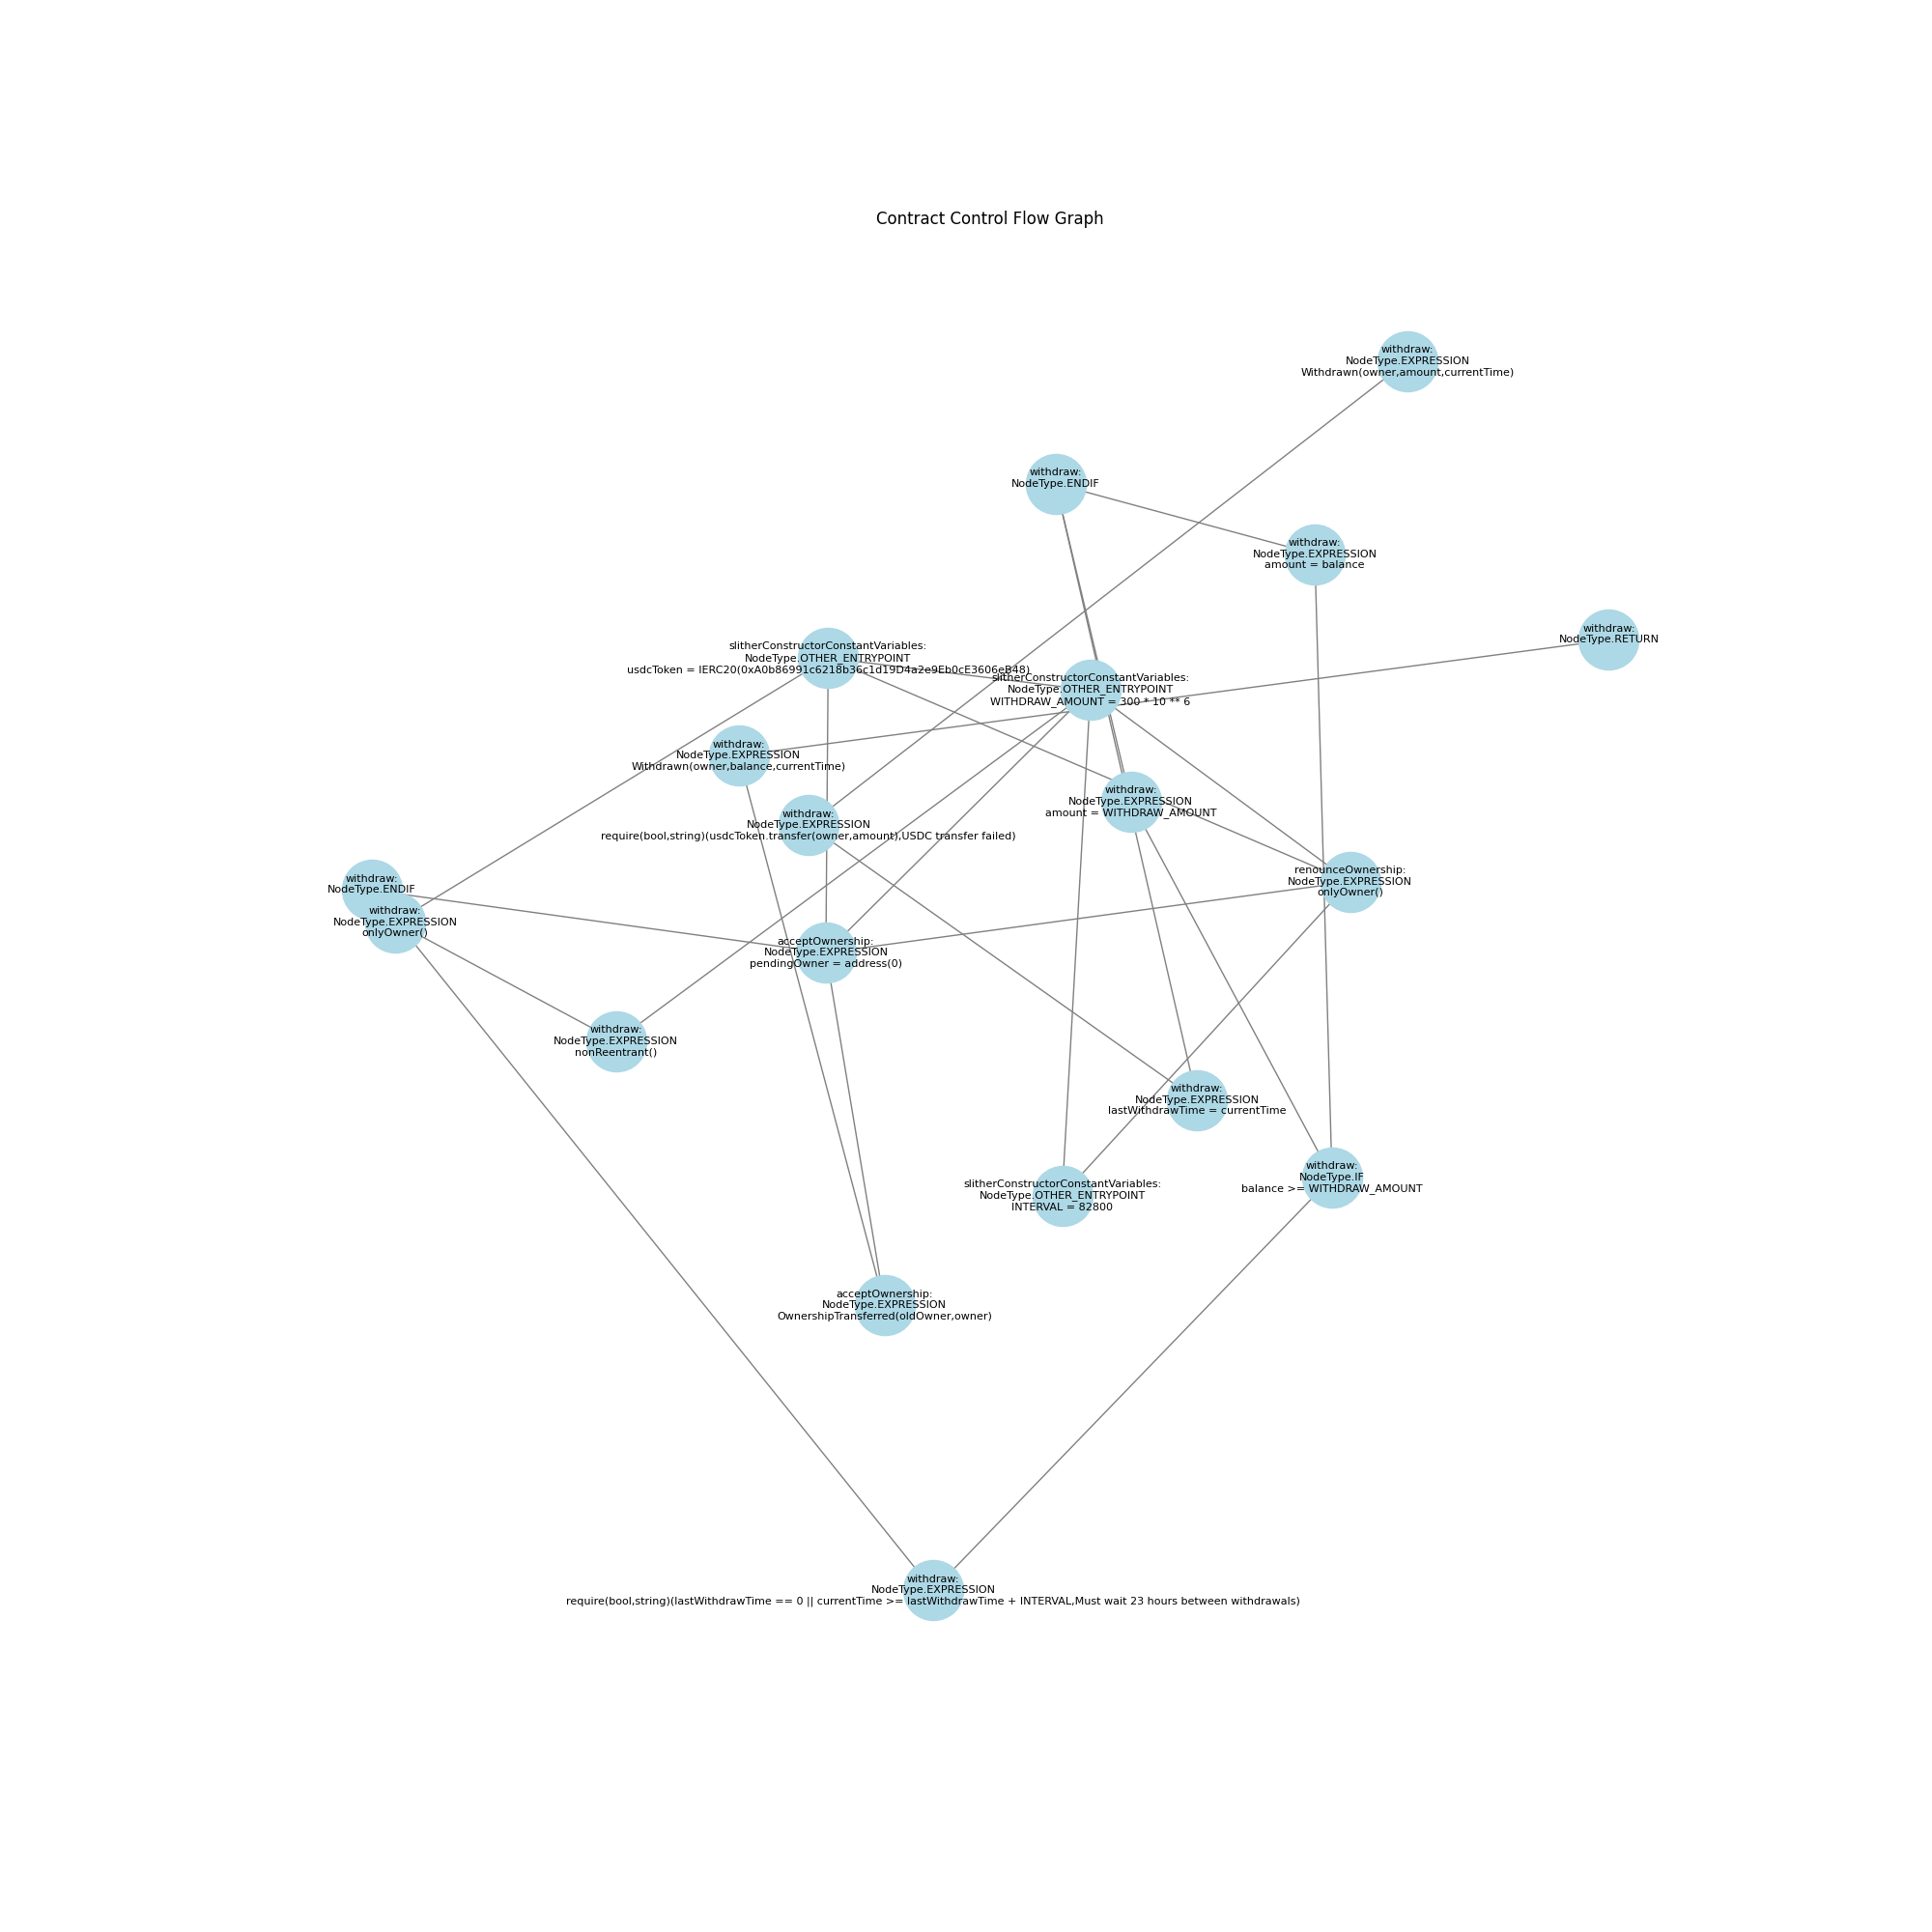 Contract Control Flow Graph
withdraw:
NodeType.EXPRESSION
Withdrawn(owner,amount,currentTime)
withdraw:
NodeType.ENDIF
withdraw:
NodeType.EXPRESSION
amount = balance
withdraw:
NodeType.RETURN
slitherConstructorConstantVariables:
NodeType.OTHER_ENTRYPOINT
usdcToken = IERC20(0xA0b86991c6218b36c1d19D4a2e9Eb0cE3606eB48)
slitherConstructorConstantVariables:
NodeType.OTHER_ENTRYPOINT
WITHDRAW_AMOUNT = 300 * 10 ** 6
withdraw:
NodeType.EXPRESSION
Withdrawn(owner,balance,currentTime)
withdraw:
NodeType.EXPRESSION
amount = WITHDRAW_AMOUNT
withdraw:
NodeType.EXPRESSION
require(bool,string)(usdcToken.transfer(owner,amount),USDC transfer failed)
withdraw:
NodeType.ENDIF
renounceOwnership:
NodeType.EXPRESSION
onlyOwner()
withdraw:
NodeType.EXPRESSION
onlyOwner()
acceptOwnership:
NodeType.EXPRESSION
pendingOwner = address(0)
withdraw:
NodeType.EXPRESSION
nonReentrant()
withdraw:
NodeType.EXPRESSION
lastWithdrawTime = currentTime
withdraw:
NodeType.IF
balance >= WITHDRAW_AMOUNT
slitherConstructorConstantVariables:
NodeType.OTHER_ENTRYPOINT
INTERVAL = 82800
acceptOwnership:
NodeType.EXPRESSION
OwnershipTransferred(oldOwner,owner)
withdraw:
NodeType.EXPRESSION
require(bool,string)(lastWithdrawTime == 0 || currentTime >= lastWithdrawTime + INTERVAL,Must wait 23 hours between withdrawals)